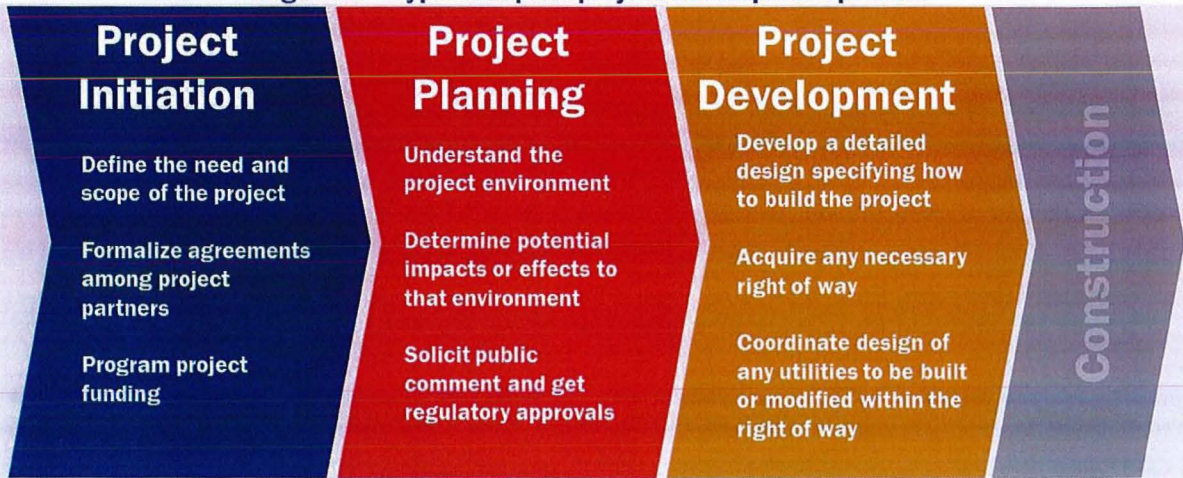 Project
Initiation
Define the need and
scope of the project
Formalize agreements
among project
partners
Program project
funding
Project
Planning
Understand the
project environment
Determine potential
impacts or effects to
that environment
Solicit public
comment and get
regulatory approvals
Project
Development
Develop a detailed
design specifying how
to build the project
Acquire any necessary
right of way
Coordinate design of
any utilities to be built
or modified within the
right of way
Construction